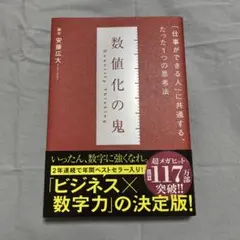 「仕事ができる人」に共通する、
たった1つの思考法
数値化の鬼
Quantity Thinking
安藤広大
いったん、数字に強くなれ。
2年連続で年間ベストセラー入り!
「ビジネス×
数字力」の決定版!
超メガヒット
117万部
突破!!